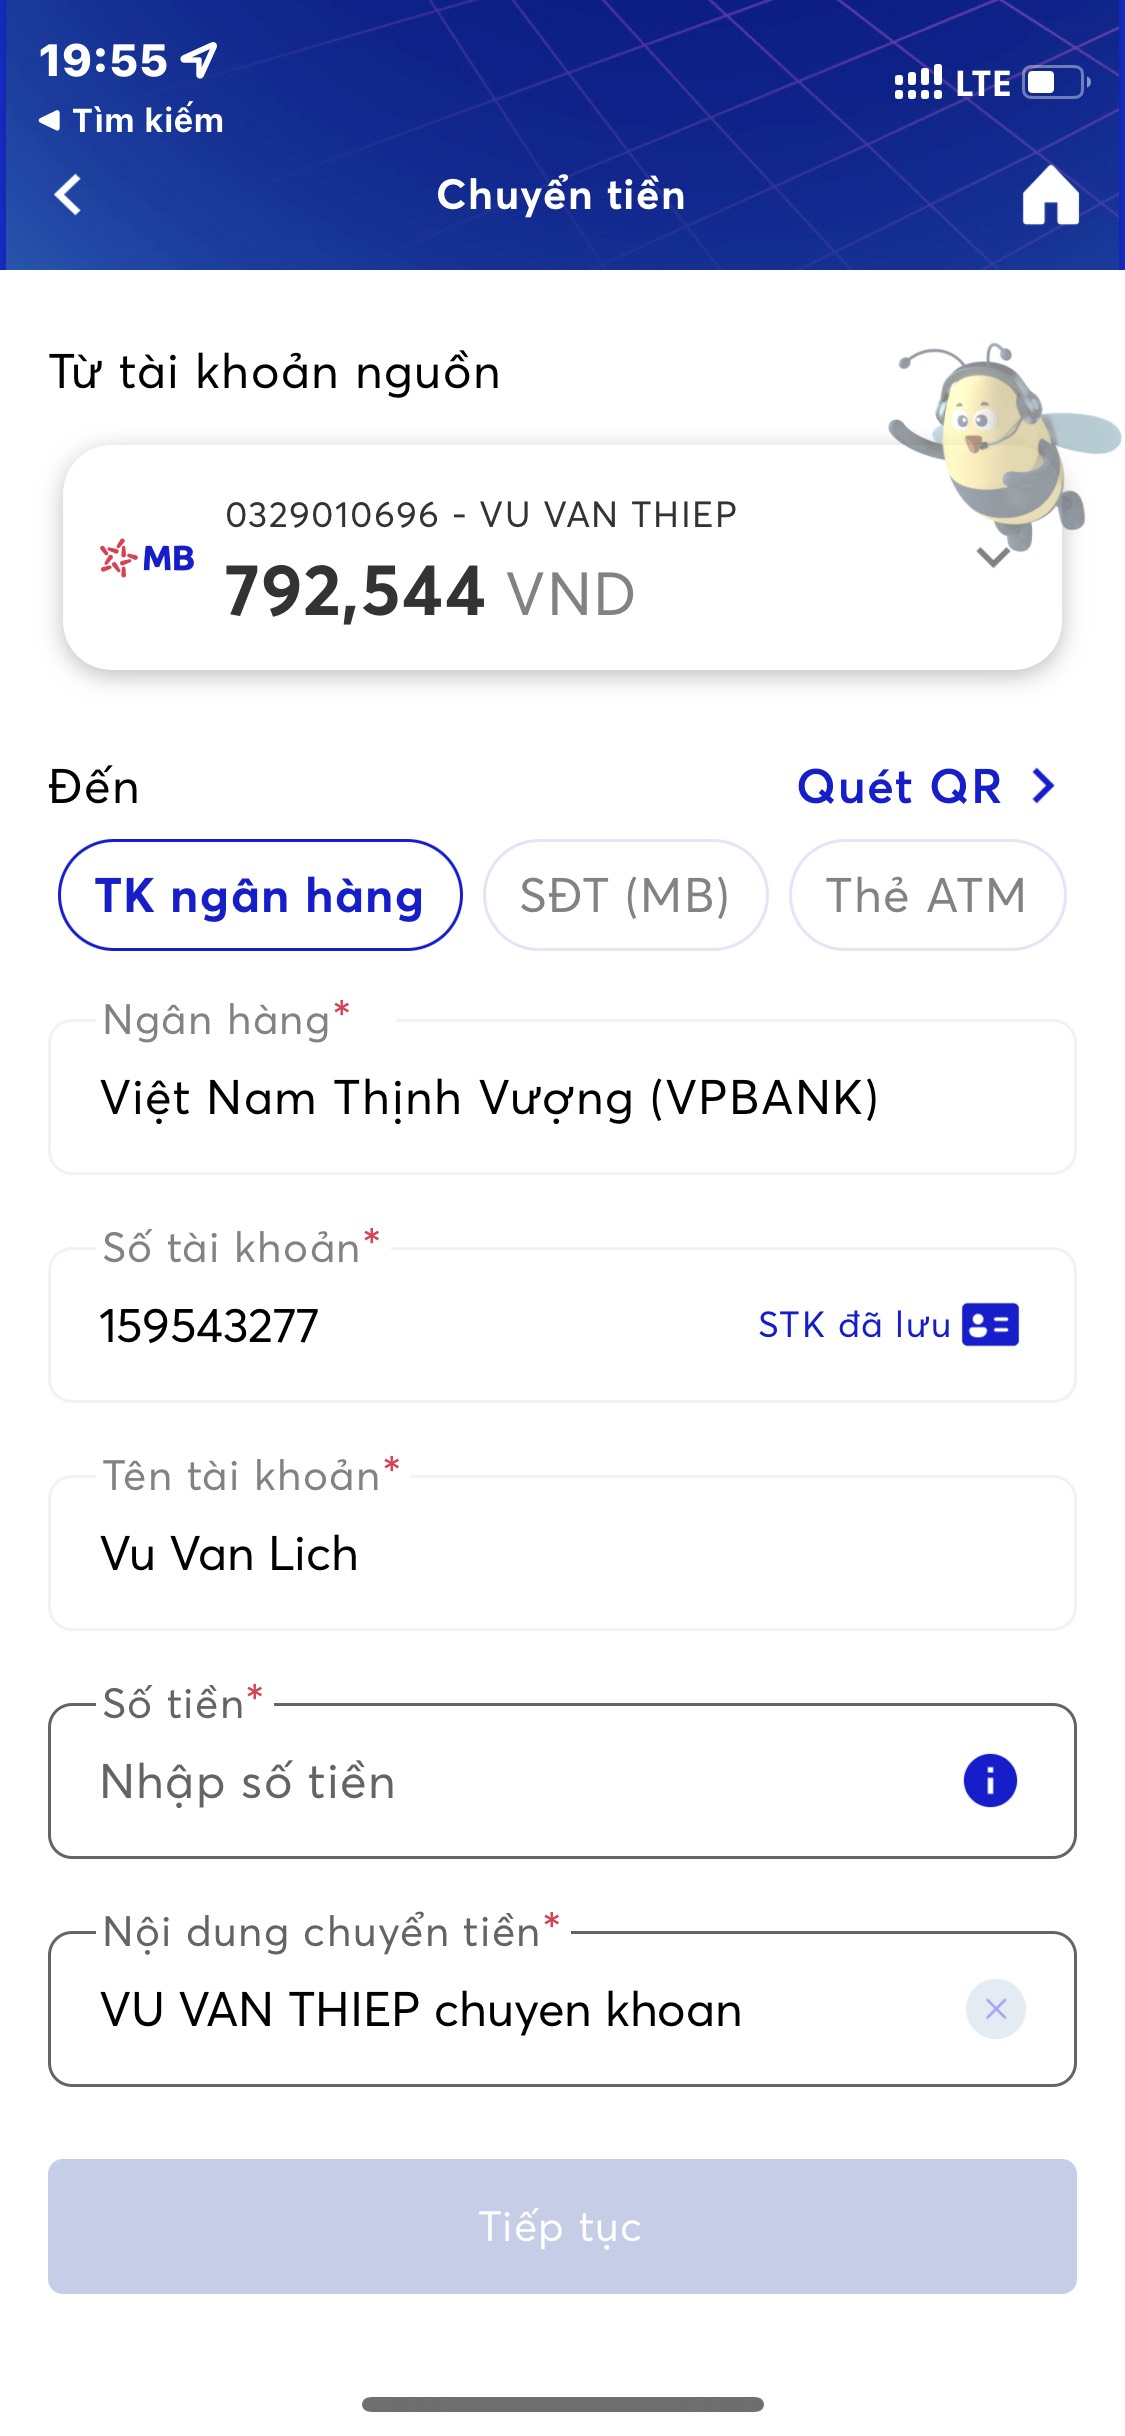 19:55
LTE
Tìm kiếm
Chuyển tiền
Từ tài khoản nguồn
MB
0329010696 - VU VAN THIEP
792,544 VND
Đến
Quét QR
TK ngân hàng
SĐT (MB)
Thẻ ATM
Ngân hàng*
Việt Nam Thịnh Vượng (VPBANK)
Số tài khoản*
159543277
STK đã lưu
Tên tài khoản*
Vu Van Lich
Số tiền*
Nhập số tiền
Nội dung chuyển tiền*
VU VAN THIEP chuyen khoan
Tiếp tục